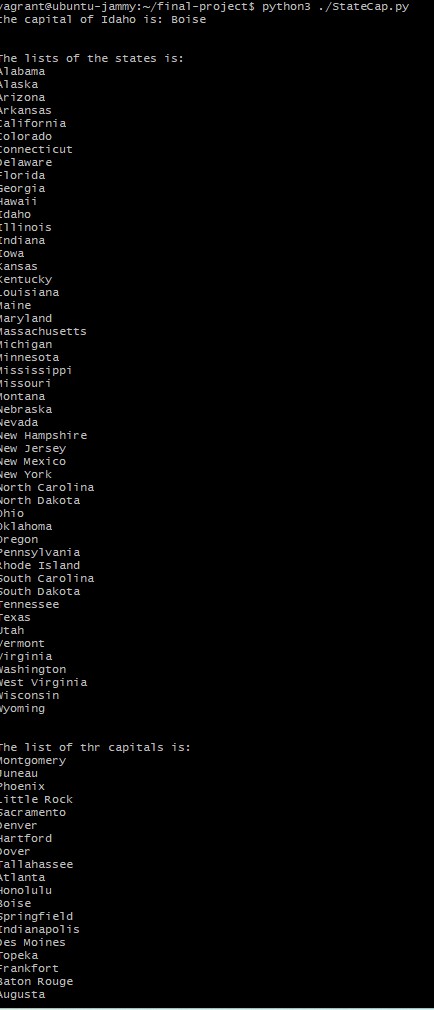 vagrant@ubuntu-jammy:~/final-project$ python3 ./StateCap.py
the capital of Idaho is: Boise
The lists of the states is:
Alabama
Alaska
Arizona
Arkansas
California
Colorado
Connecticut
Delaware
Florida
Georgia
Hawaii
Idaho
Illinois
Indiana
Iowa
Kansas
Kentucky
Louisiana
Maine
Maryland
Massachusetts
Michigan
Minnesota
Mississippi
Missouri
Montana
Nebraska
Nevada
New Hampshire
New Jersey
New Mexico
New York
North Carolina
North Dakota
Ohio
Oklahoma
Oregon
Pennsylvania
Rhode Island
South Carolina
South Dakota
Tennessee
Texas
Utah
Vermont
Virginia
Washington
West Virginia
Wisconsin
Wyoming
The list of thr capitals is:
Montgomery
Juneau
Phoenix
Little Rock
Sacramento
Denver
Hartford
Dover
Tallahassee
Atlanta
Honolulu
Boise
Springfield
Indianapolis
Des Moines
Topeka
Frankfort
Baton Rouge
Augusta